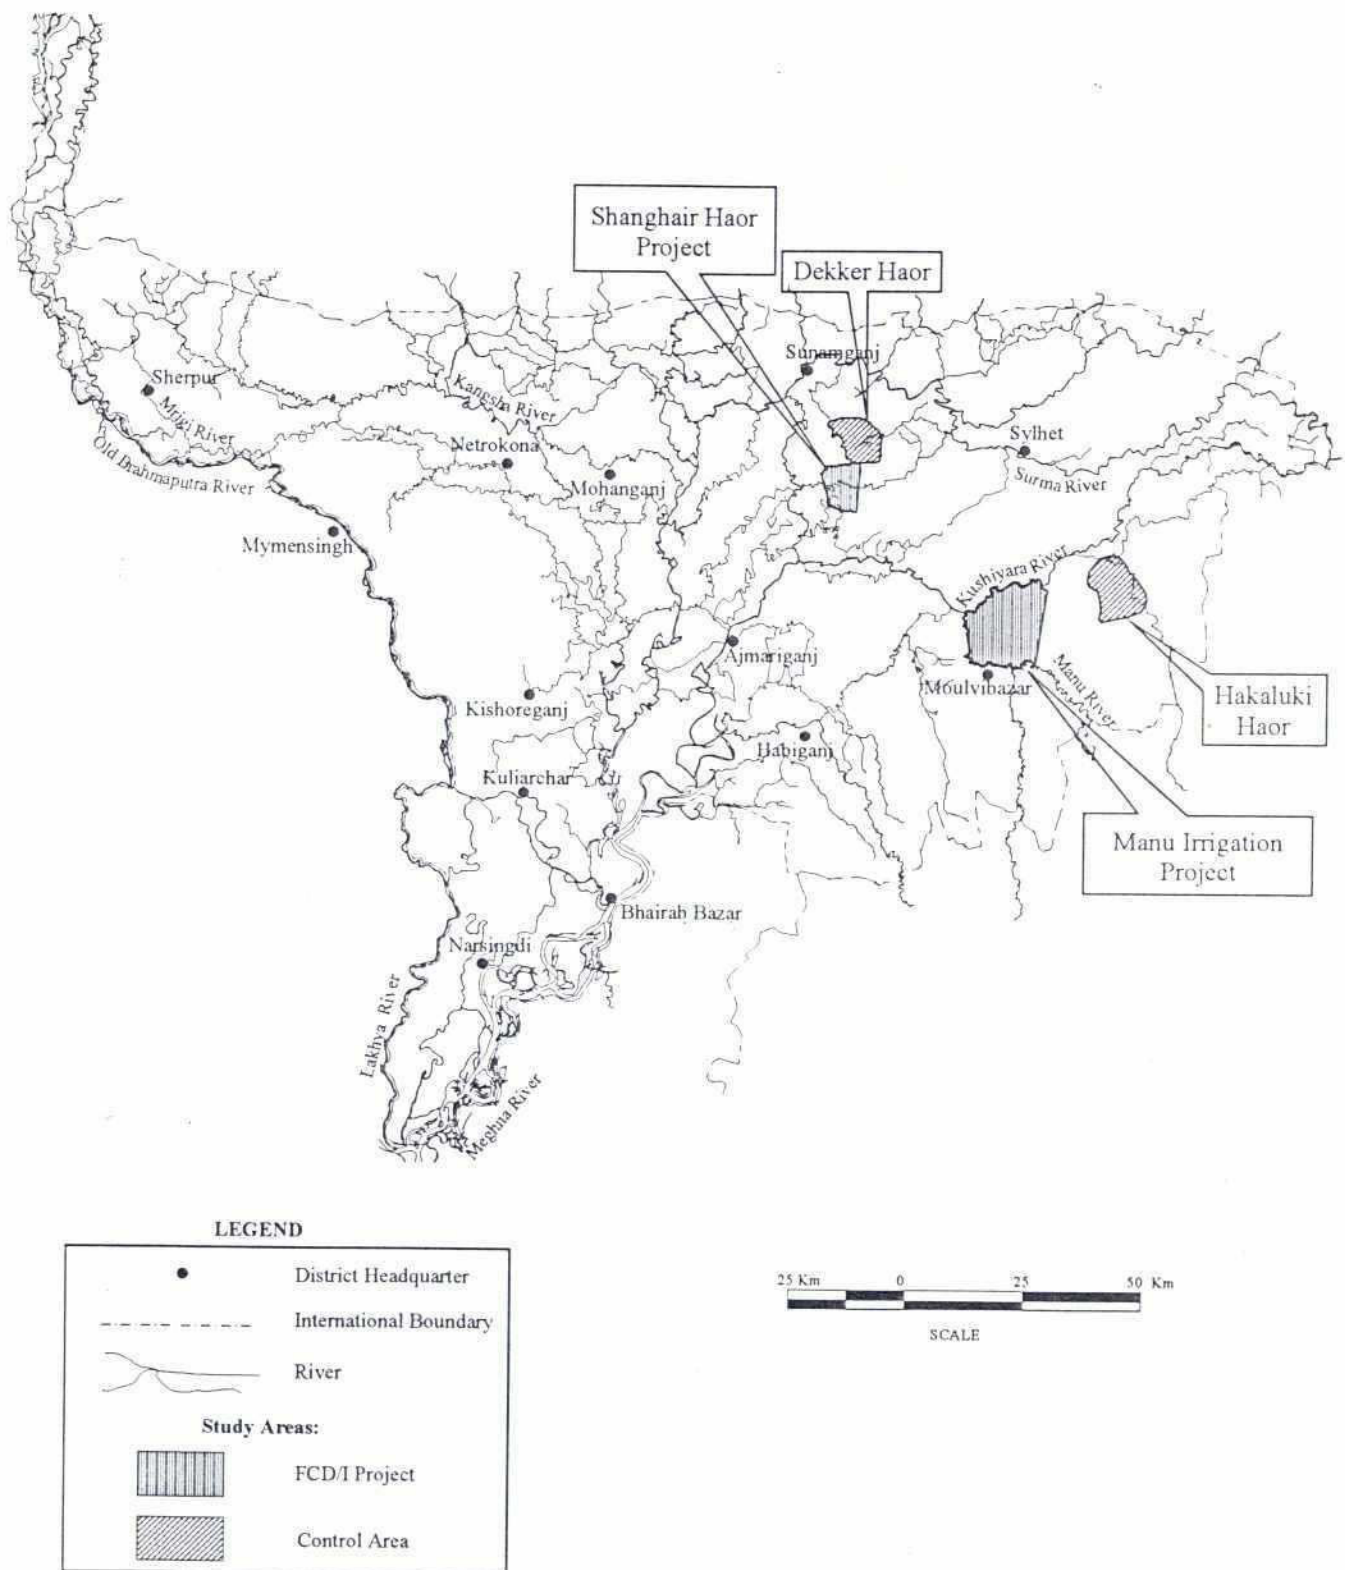 Shanghair Haor
Project
Dekker Haor
Sunamganj
Sherpur
Kangsha River
Mrigi River
Netrokona
Sylhet
Old Brahmaputra River
Mohanganj
Surma River
Mymensingh
Kushiyara River
Ajmariganj
Manu River
Moulvibazar
Kishoreganj
Hakaluki
Haor
Habiganj
Kuliarchar
Manu Irrigation
Project
Bhairab Bazar
Narsingdi
Lakhya River
Meghna River
LEGEND
District Headquarter
International Boundary
River
Study Areas:
FCD/I Project
Control Area
25 Km 0 25 50 Km
SCALE